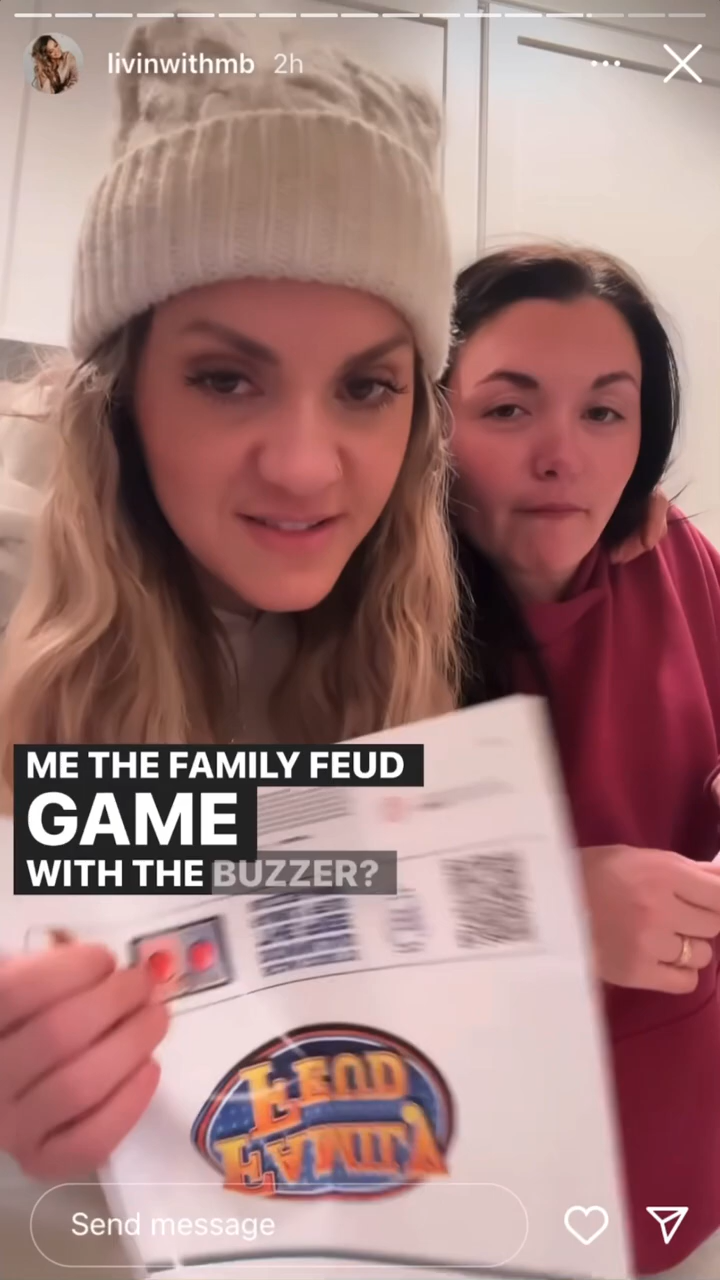 livinwithmb 2h
ME THE FAMILY FEUD
GAME
WITH THE BUZZER?
FAMILY
FEUD
Send message